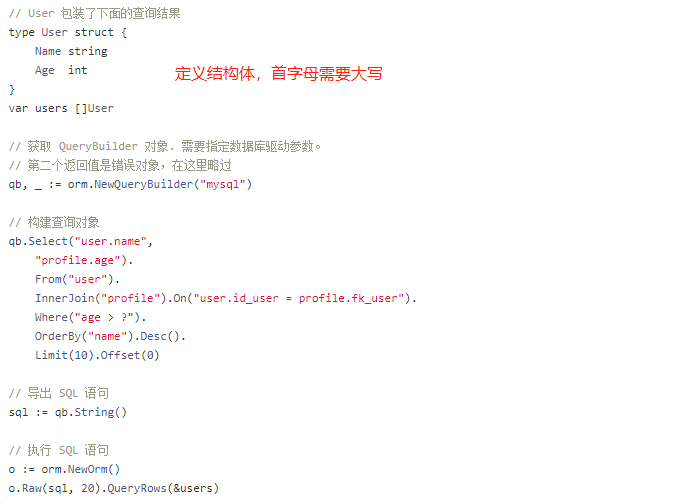 // User 包装了下面的查询结果
type User struct {
    Name string
    Age  int
定义结构体，首字母需要大写
}
var users []User
// 获取 QueryBuilder 对象. 需要指定数据库驱动参数。
// 第二个返回值是错误对象，在这里略过
qb, _ := orm.NewQueryBuilder("mysql")
// 构建查询对象
qb.Select("user.name",
    "profile.age").
    From("user").
    InnerJoin("profile").On("user.id_user = profile.fk_user").
    Where("age > ?").
    OrderBy("name").Desc().
    Limit(10).Offset(0)
// 导出 SQL 语句
sql := qb.String()
// 执行 SQL 语句
o := orm.NewOrm()
o.Raw(sql, 20).QueryRows(&users)